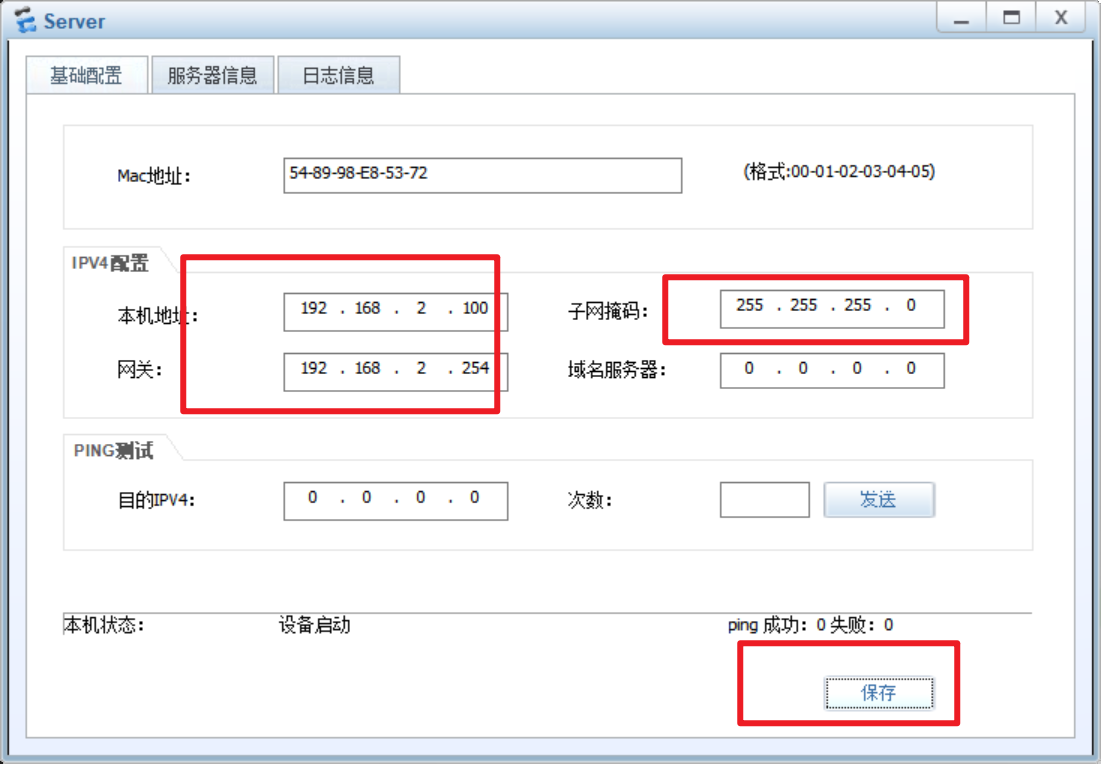 Server
基础配置 服务器信息 日志信息
Mac地址: 54-89-98-E8-53-72 (格式:00-01-02-03-04-05)
IPV4配置
本机地址: 192 . 168 . 2 . 100 子网掩码: 255 . 255 . 255 . 0
网关: 192 . 168 . 2 . 254 域名服务器: 0 . 0 . 0 . 0
PING测试
目的IPV4: 0 . 0 . 0 . 0 次数: 发送
本机状态: 设备启动 ping 成功: 0 失败: 0
保存